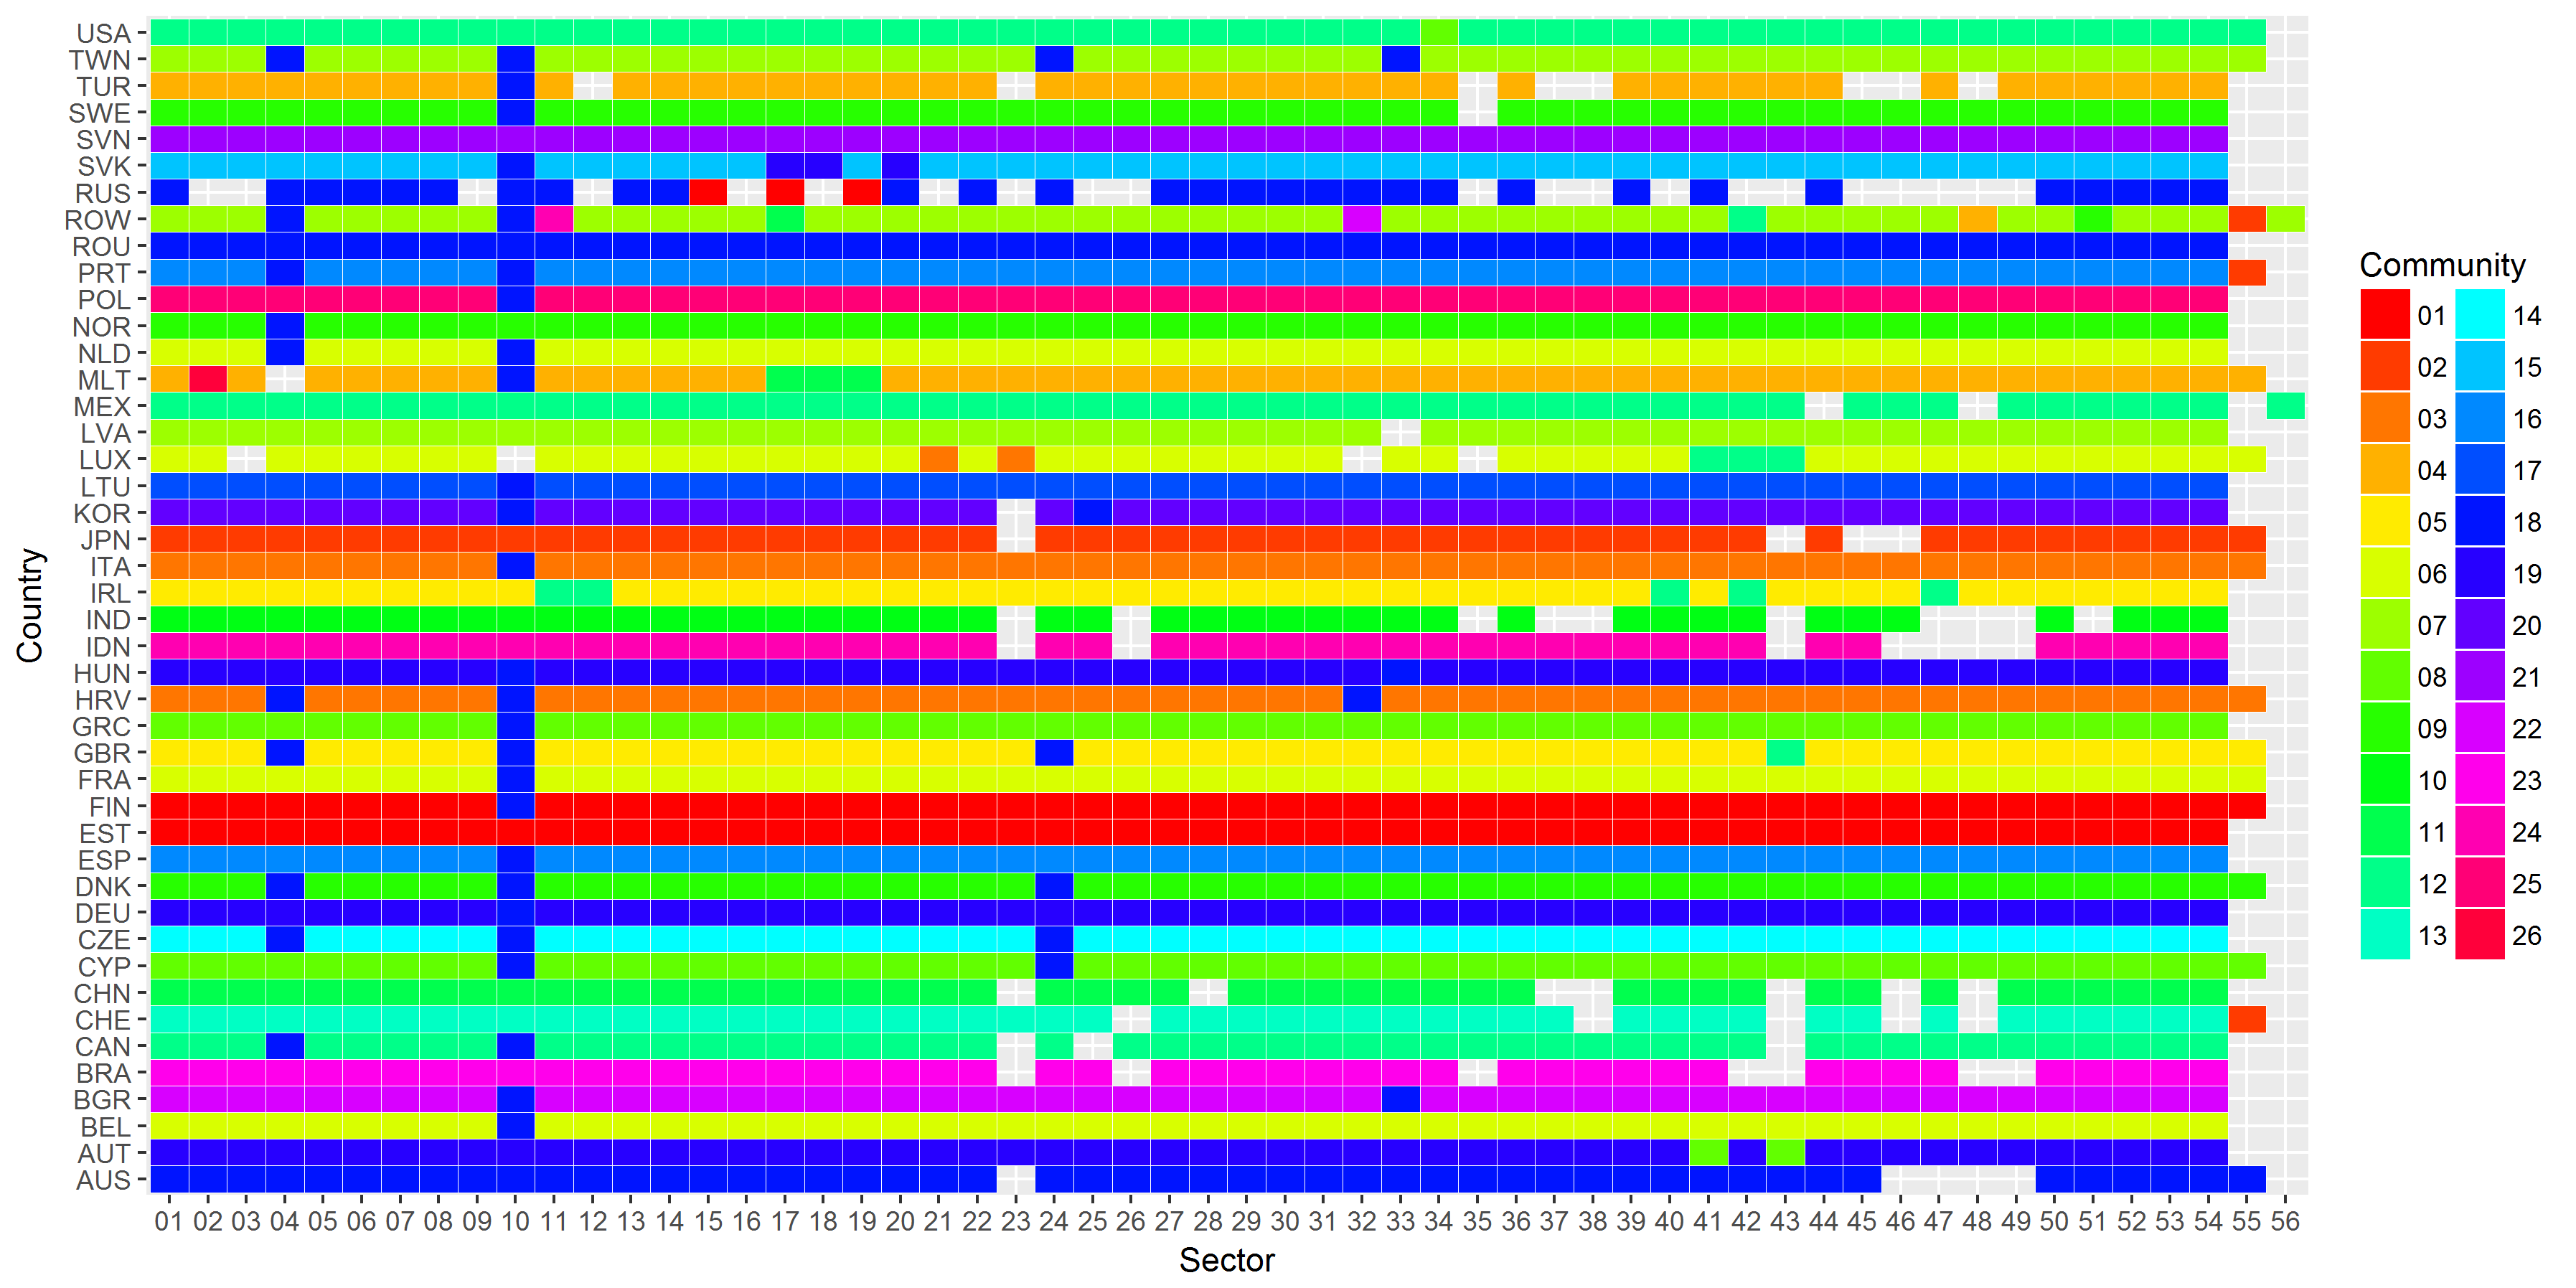 Country
USA
TWN
TUR
SWE
SVN
SVK
RUS
ROW
ROU
PRT
POL
NOR
NLD
MLT
MEX
LVA
LUX
LTU
KOR
JPN
ITA
IRL
IND
IDN
HUN
HRV
GRC
GBR
FRA
FIN
EST
ESP
DNK
DEU
CZE
CYP
CHN
CHE
CAN
BRA
BGR
BEL
AUT
AUS
01 02 03 04 05 06 07 08 09 10 11 12 13 14 15 16 17 18 19 20 21 22 23 24 25 26 27 28 29 30 31 32 33 34 35 36 37 38 39 40 41 42 43 44 45 46 47 48 49 50 51 52 53 54 55 56
Sector
Community
01 14
02 15
03 16
04 17
05 18
06 19
07 20
08 21
09 22
10 23
11 24
12 25
13 26